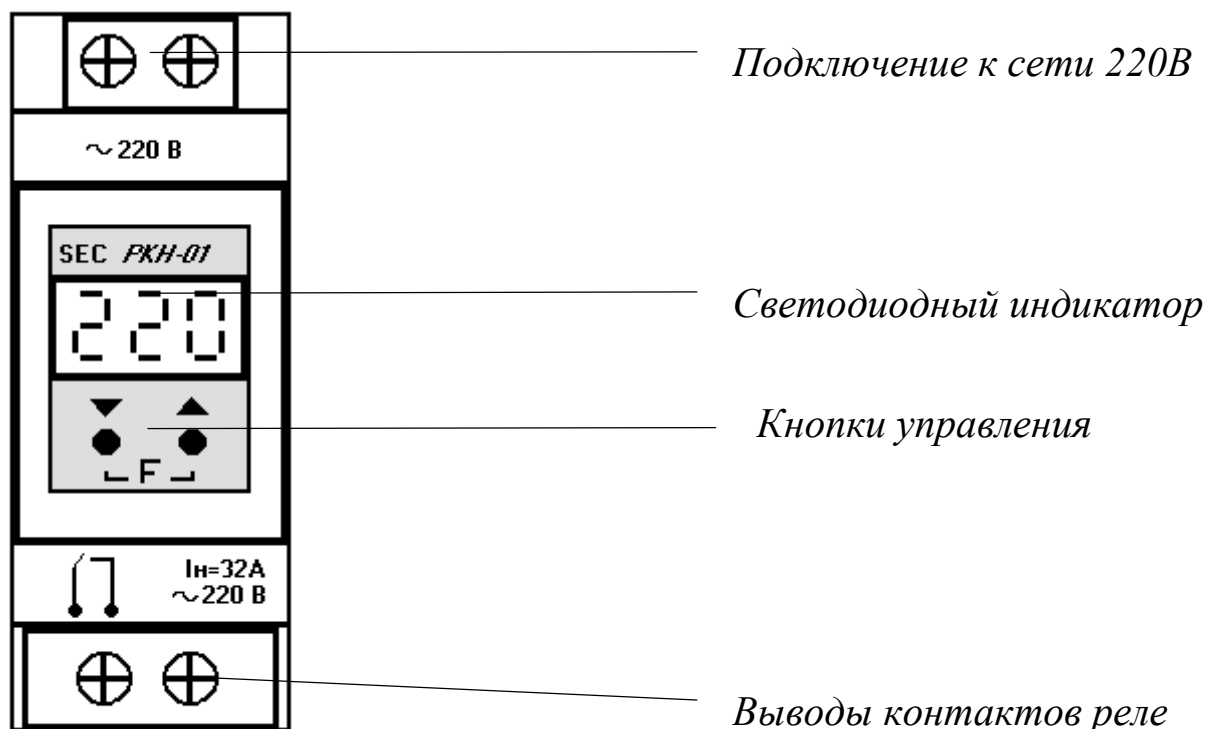 Подключение к сети 220В
~ 220 В
SEC РКН-01
220
Светодиодный индикатор
Кнопки управления
F
Iн=32А
~220 В
Выводы контактов реле